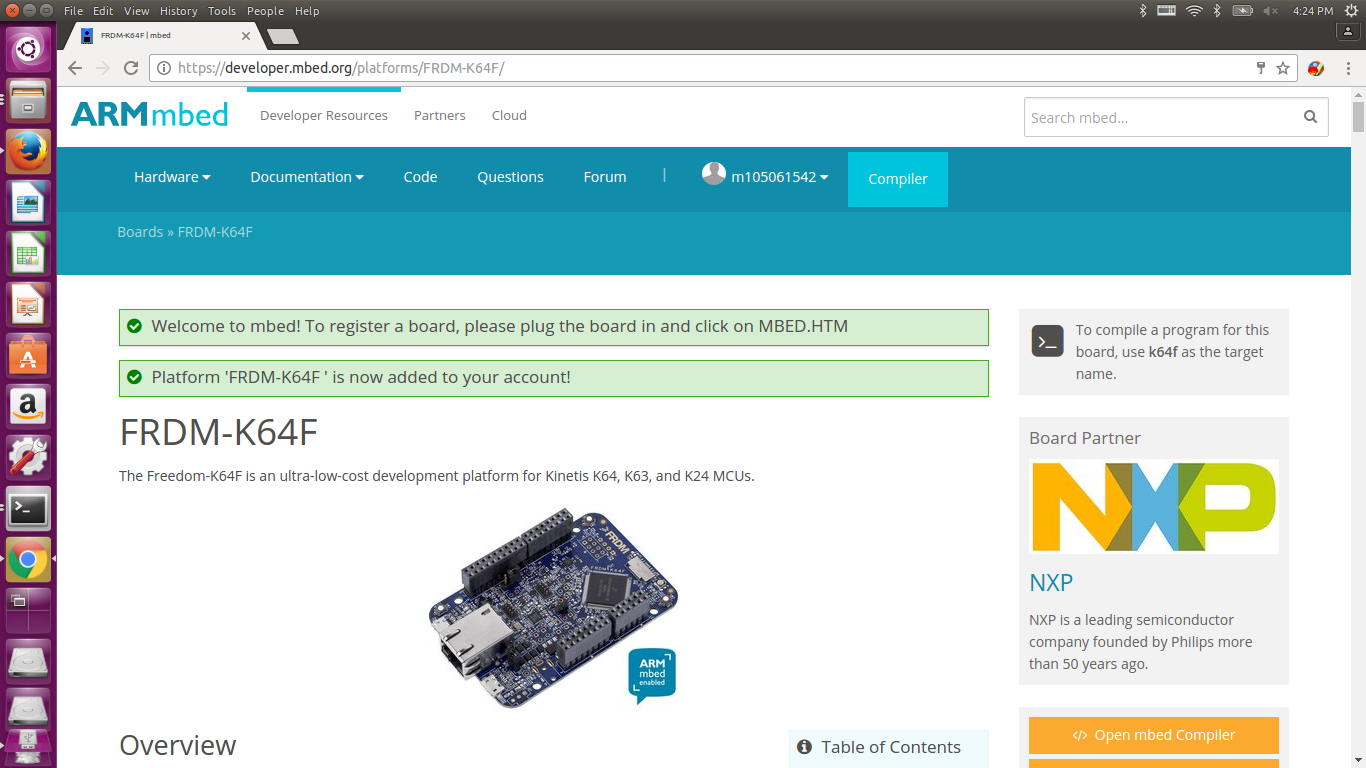 File Edit View History Tools People Help
4:24 PM
FRDM-K64F | mbed
https://developer.mbed.org/platforms/FRDM-K64F/
ARMmbed
Developer Resources Partners Cloud
Search mbed...
Hardware Documentation Code Questions Forum | m105061542 Compiler
Boards » FRDM-K64F
Welcome to mbed! To register a board, please plug the board in and click on MBED.HTM
Platform 'FRDM-K64F ' is now added to your account!
FRDM-K64F
The Freedom-K64F is an ultra-low-cost development platform for Kinetis K64, K63, and K24 MCUs.
FRDM
FRDM-K64F
ARM
mbed
enabled
Overview
Table of Contents
To compile a program for this
board, use k64f as the target
name.
Board Partner
NXP
NXP
NXP is a leading semiconductor
company founded by Philips more
than 50 years ago.
</> Open mbed Compiler